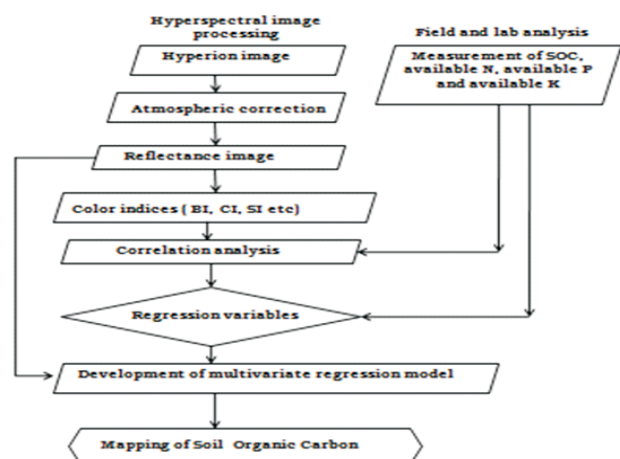 Hyperspectral image
processing
Hyperion image
Atmospheric correction
Reflectance image
Color indices ( BI, CI, SI etc)
Correlation analysis
Regression variables
Development of multivariate regression model
Mapping of Soil Organic Carbon
Field and lab analysis
Measurement of SOC,
available N, available P
and available K